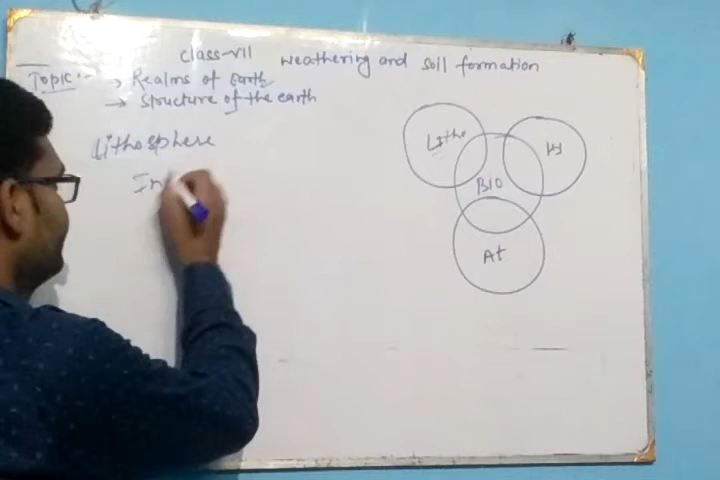 class-VII weathering and soil formation
Topic:- → Realms of Earth
→ Structure of the earth
Lithosphere
In
Litho
H
BIO
At